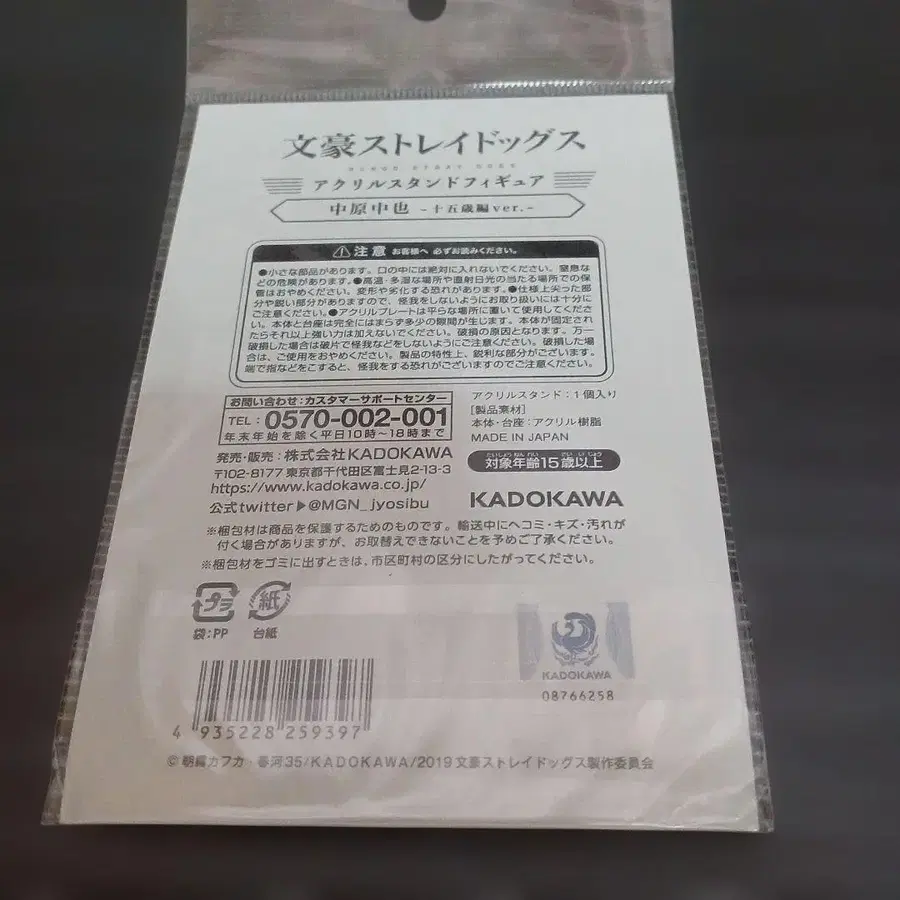 文豪ストレイドッグス
BUNGO STRAY DOGS
アクリルスタンドフィギュア
中原中也 -十五歳編ver.-
注意 お客様へ 必ずお読みください。
●小さな部品があります。口の中には絶対に入れないでください。窒息な
どの危険があります。●高温・多湿な場所や直射日光の当たる場所での保
管はおやめください。変形や劣化する恐れがあります。●仕様上尖った部
分や鋭い部分がありますので、怪我をしないようにお取り扱いには十分に
ご注意ください。●アクリルプレートは平らな場所に置いて使用してくださ
い。本体と台座は完全にはまらず多少の隙間が生じます。本体が固定され
たらそれ以上強い力は加えないでください。破損の原因となります。万一
破損した場合は破片で怪我などをしないようにご注意ください。破損した場
合は、ご使用をおやめください。製品の特性上、鋭利な部分がございます。
端で指などをこすると、怪我をする恐れがございますのでご注意ください。
お問い合わせ:カスタマーサポートセンター
TEL:0570-002-001
年末年始を除く平日10時~18時まで
発売・販売:株式会社KADOKAWA
〒102-8177 東京都千代田区富士見2-13-3
https://www.kadokawa.co.jp/
公式twitter▶@MGN_jyosibu
アクリルスタンド:1個入り
[製品素材]
本体・台座:アクリル樹脂
MADE IN JAPAN
たいしょうねんれい さいいじょう
対象年齢15歳以上
KADOKAWA
※梱包材は商品を保護するためのものです。輸送中にヘコミ・キズ・汚れが
付く場合がありますが、お取替えできないことを予めご了承ください。
※梱包材をゴミに出すときは、市区町村の区分にしたがってください。
プラ
袋:PP
紙
台紙
KADOKAWA
08766258
4 935228 259397
© 朝霧カフカ・春河35/KADOKAWA/2019 文豪ストレイドッグス製作委員会